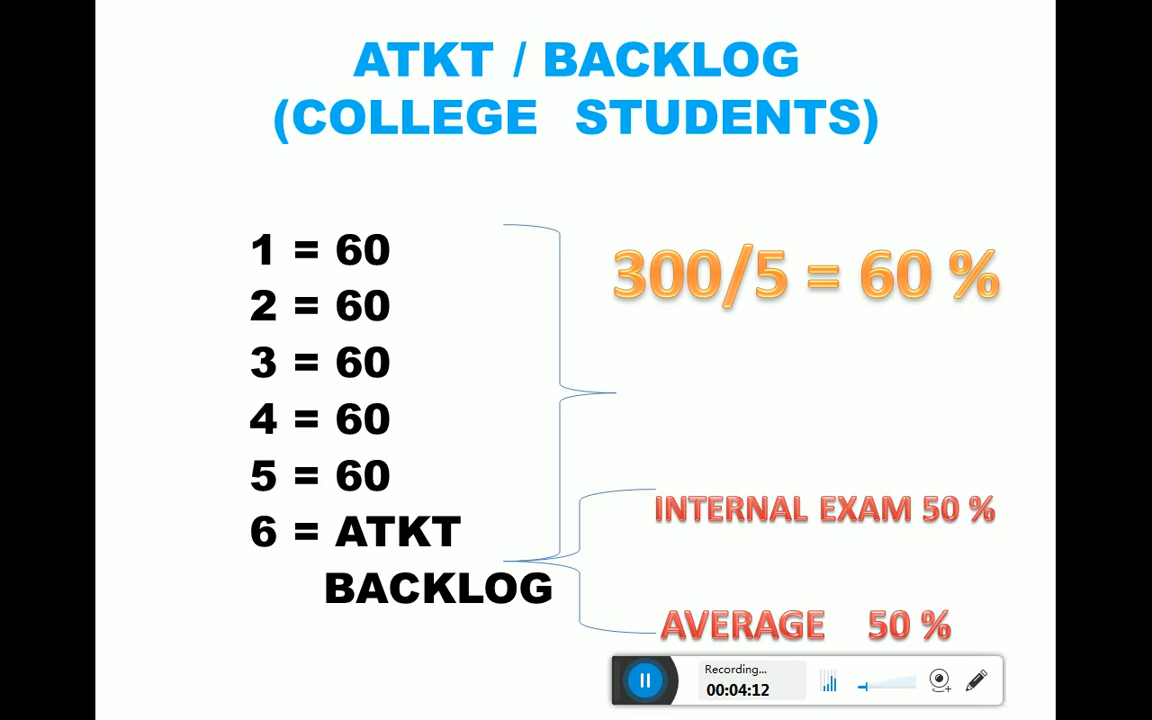 ATKT / BACKLOG
(COLLEGE STUDENTS)
1 = 60
2 = 60
3 = 60
4 = 60
5 = 60
6 = ATKT
BACKLOG
300/5 = 60 %
INTERNAL EXAM 50 %
AVERAGE 50 %
Recording...
00:04:12